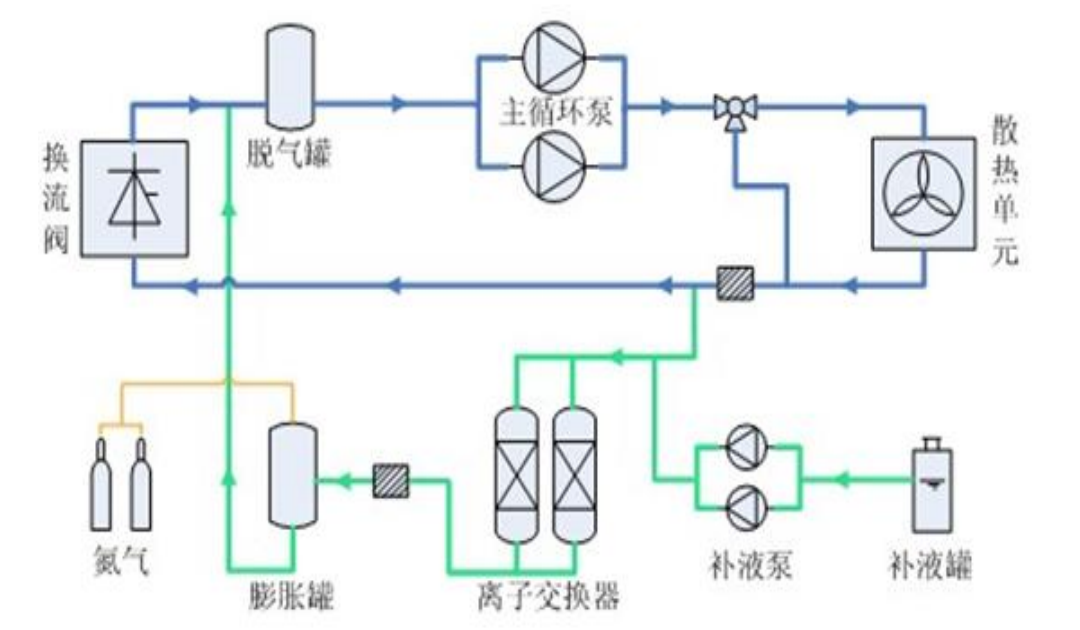 脱气罐
主循环泵
换流阀
散热单元
氮气
膨胀罐
离子交换器
补液泵
补液罐